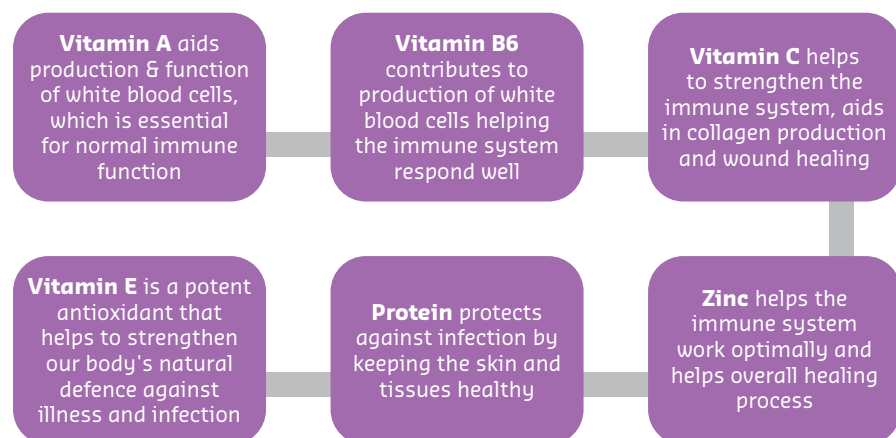 Vitamin A aids
production & function
of white blood cells,
which is essential
for normal immune
function
Vitamin B6
contributes to
production of white
blood cells helping
the immune system
respond well
Vitamin C helps
to strengthen the
immune system, aids
in collagen production
and wound healing
Zinc helps the
immune system
work optimally and
helps overall healing
process
Protein protects
against infection by
keeping the skin and
tissues healthy
Vitamin E is a potent
antioxidant that
helps to strengthen
our body's natural
defence against
illness and infection